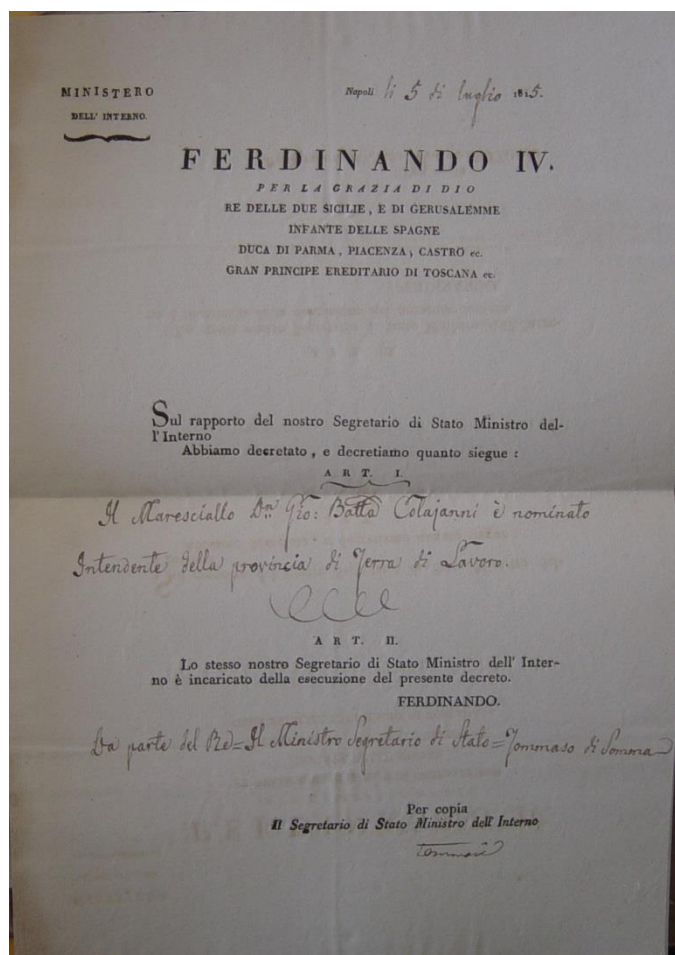 MINISTERO
DELL' INTERNO.
Napoli li 5 di luglio 1815.
FERDINANDO IV.
PER LA GRAZIA DI DIO
RE DELLE DUE SICILIE, E DI GERUSALEMME
INFANTE DELLE SPAGNE
DUCA DI PARMA, PIACENZA, CASTRO ec.
GRAN PRINCIPE EREDITARIO DI TOSCANA ec.
Sul rapporto del nostro Segretario di Stato Ministro del-
l'Interno
Abbiamo decretato, e decretiamo quanto siegue:
ART. I.
Il Maresciallo Dn Gio: Batta Colajanni è nominato
Intendente della provincia di Terra di Lavoro.
ART. II.
Lo stesso nostro Segretario di Stato Ministro dell' Inter-
no è incaricato della esecuzione del presente decreto.
FERDINANDO.
Da parte del Re = Il Ministro Segretario di Stato = Tommaso di Somma
Per copia
Il Segretario di Stato Ministro dell' Interno
Tommasi